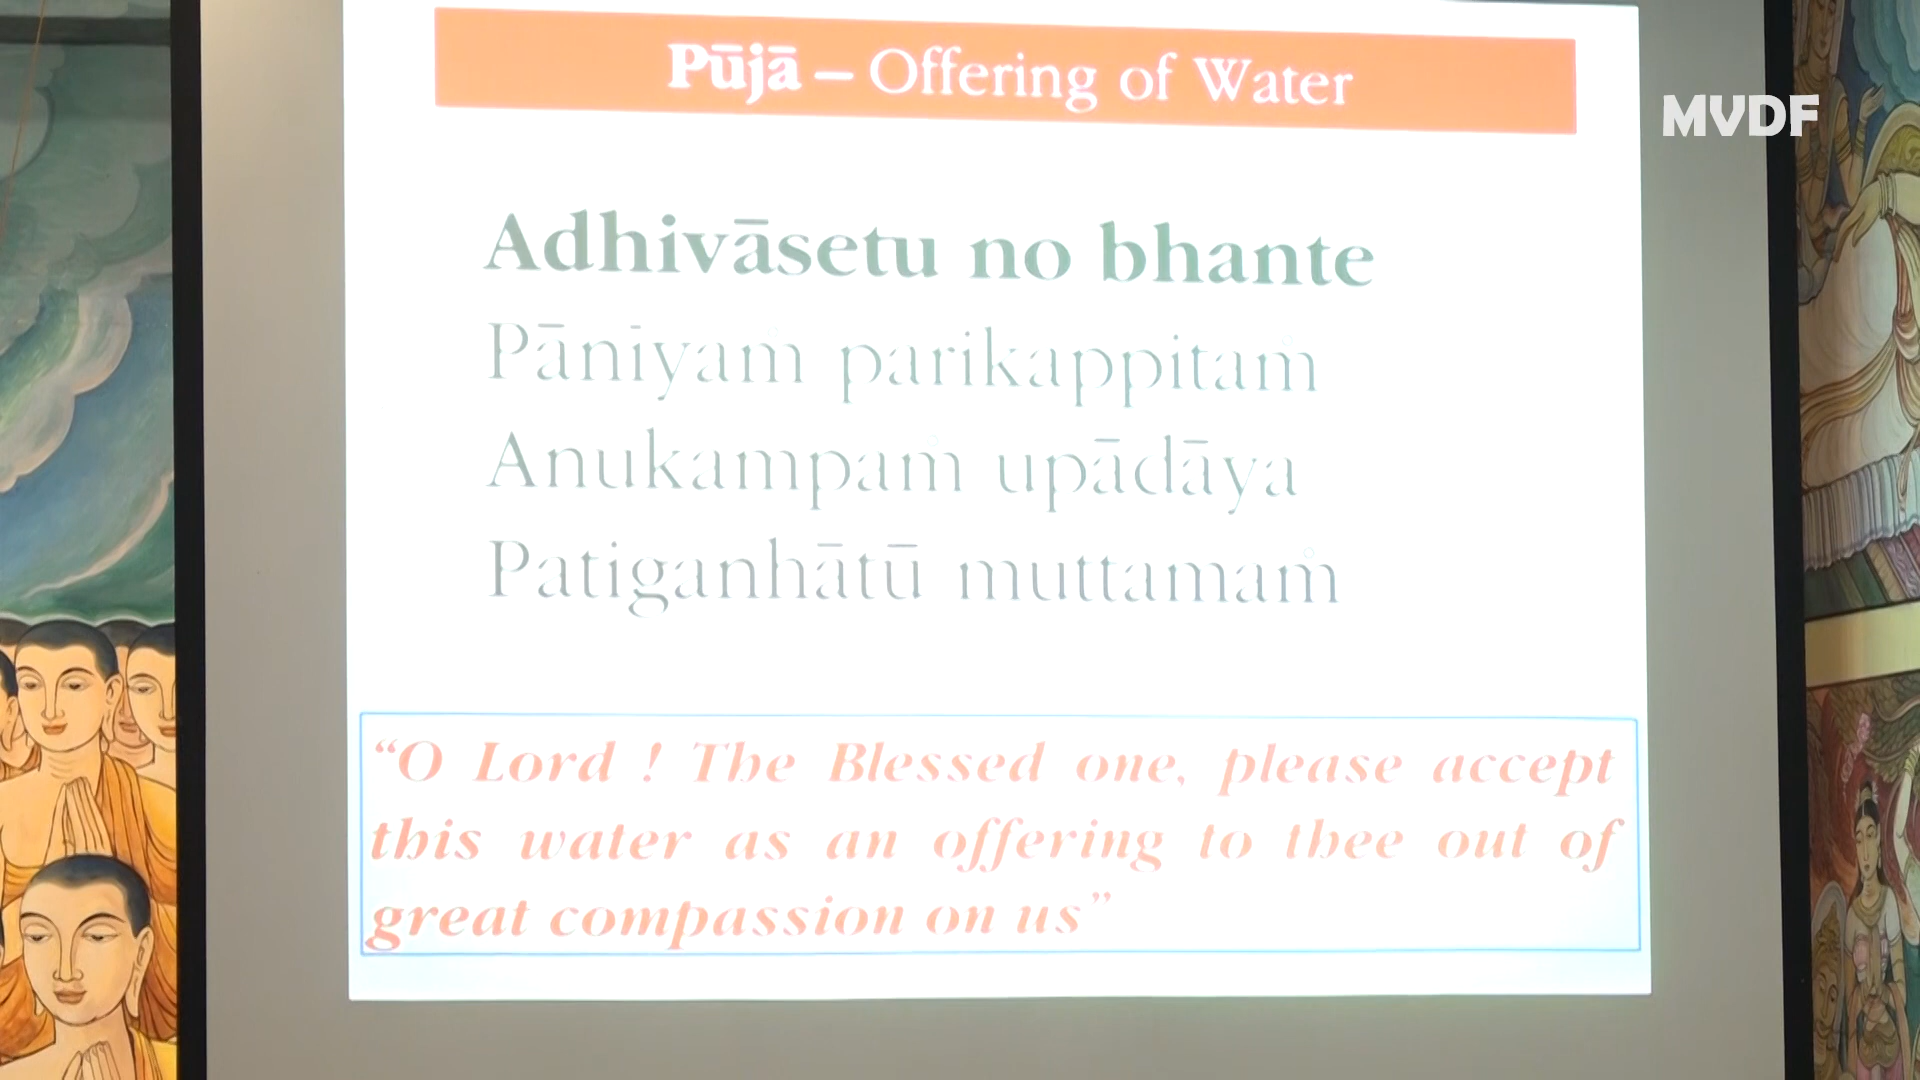 Pūjā – Offering of Water
MVDF
Adhivāsetu no bhante
Pānīyaṁ parikappitaṁ
Anukampaṁ upādāya
Patiganhātū muttamaṁ
“O Lord ! The Blessed one, please accept
this water as an offering to thee out of
great compassion on us”